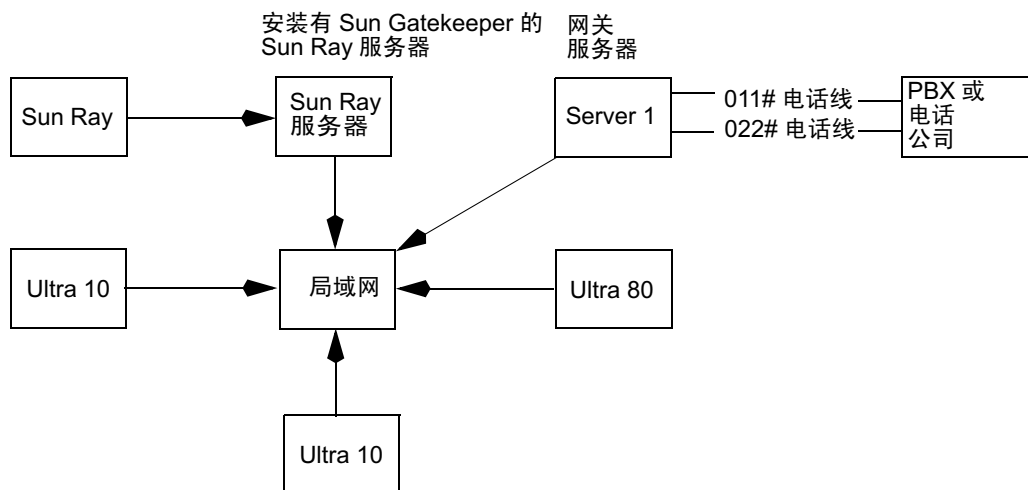 安装有 Sun Gatekeeper 的
Sun Ray 服务器
网关
服务器
Sun Ray
Sun Ray
服务器
Server 1
011# 电话线
022# 电话线
PBX 或
电话
公司
Ultra 10
局域网
Ultra 80
Ultra 10